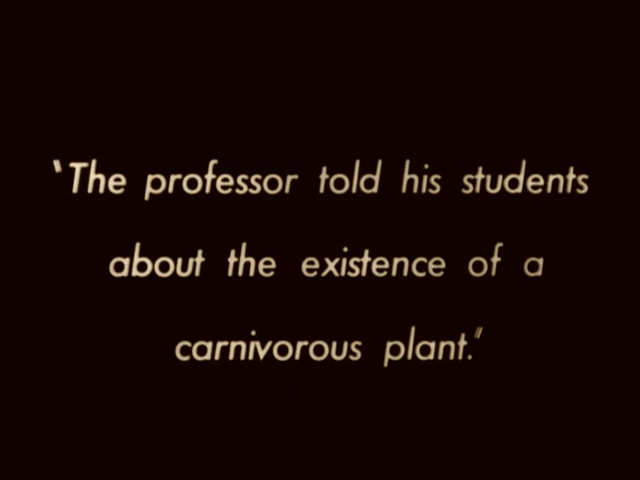 "The professor told his students
about the existence of a
carnivorous plant."